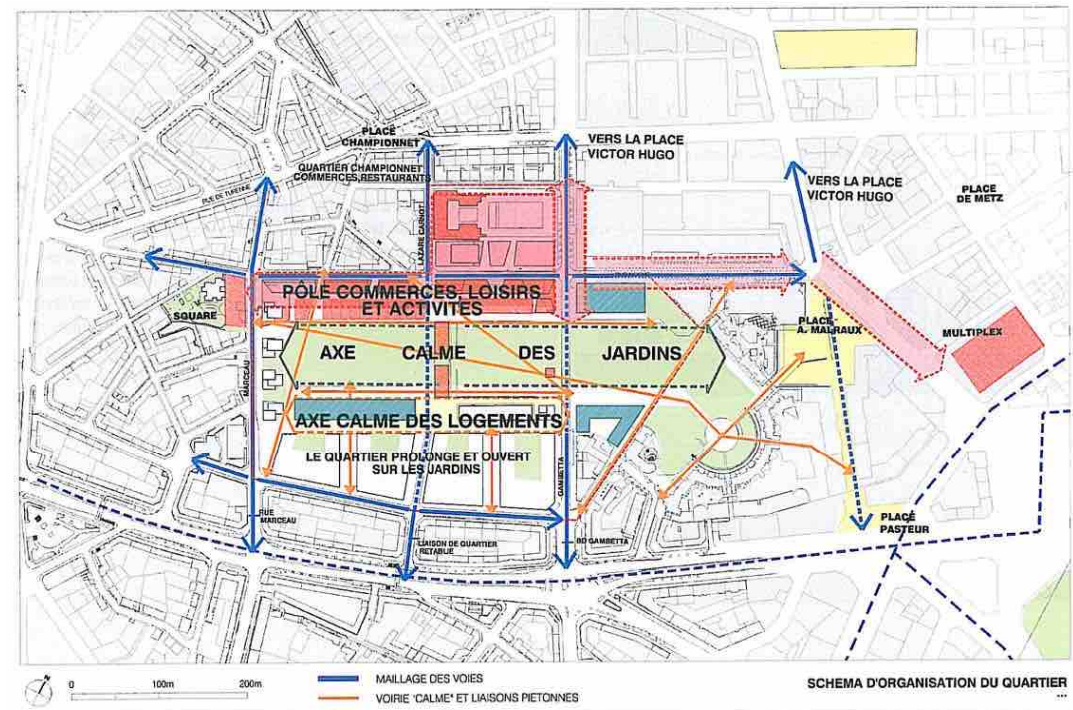 PLACE
CHAMPIONNET
VERS LA PLACE
VICTOR HUGO
QUARTIER CHAMPIONNET
COMMERCES, RESTAURANTS
VERS LA PLACE
VICTOR HUGO
PLACE
DE METZ
RUE DE TURENNE
LAZARE CARNOT
PÔLE COMMERCES, LOISIRS
ET ACTIVITES
SQUARE
PLACE
A. MALRAUX
MULTIPLEX
AXE CALME DES JARDINS
MARCEAU
AXE CALME DES LOGEMENTS
LE QUARTIER PROLONGE ET OUVERT
SUR LES JARDINS
GAMBETTA
RUE
MARCEAU
PLACE
PASTEUR
LIAISON DE QUARTIER
RETABLIE
BD GAMBETTA
0 100m 200m
MAILLAGE DES VOIES
VOIRIE "CALME" ET LIAISONS PIETONNES
SCHEMA D'ORGANISATION DU QUARTIER
...